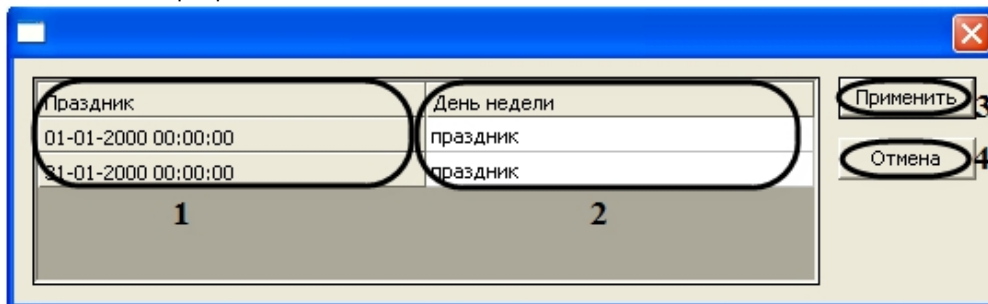 Праздник День недели Применить 3
01-01-2000 00:00:00 праздник
31-01-2000 00:00:00 праздник Отмена 4
1 2